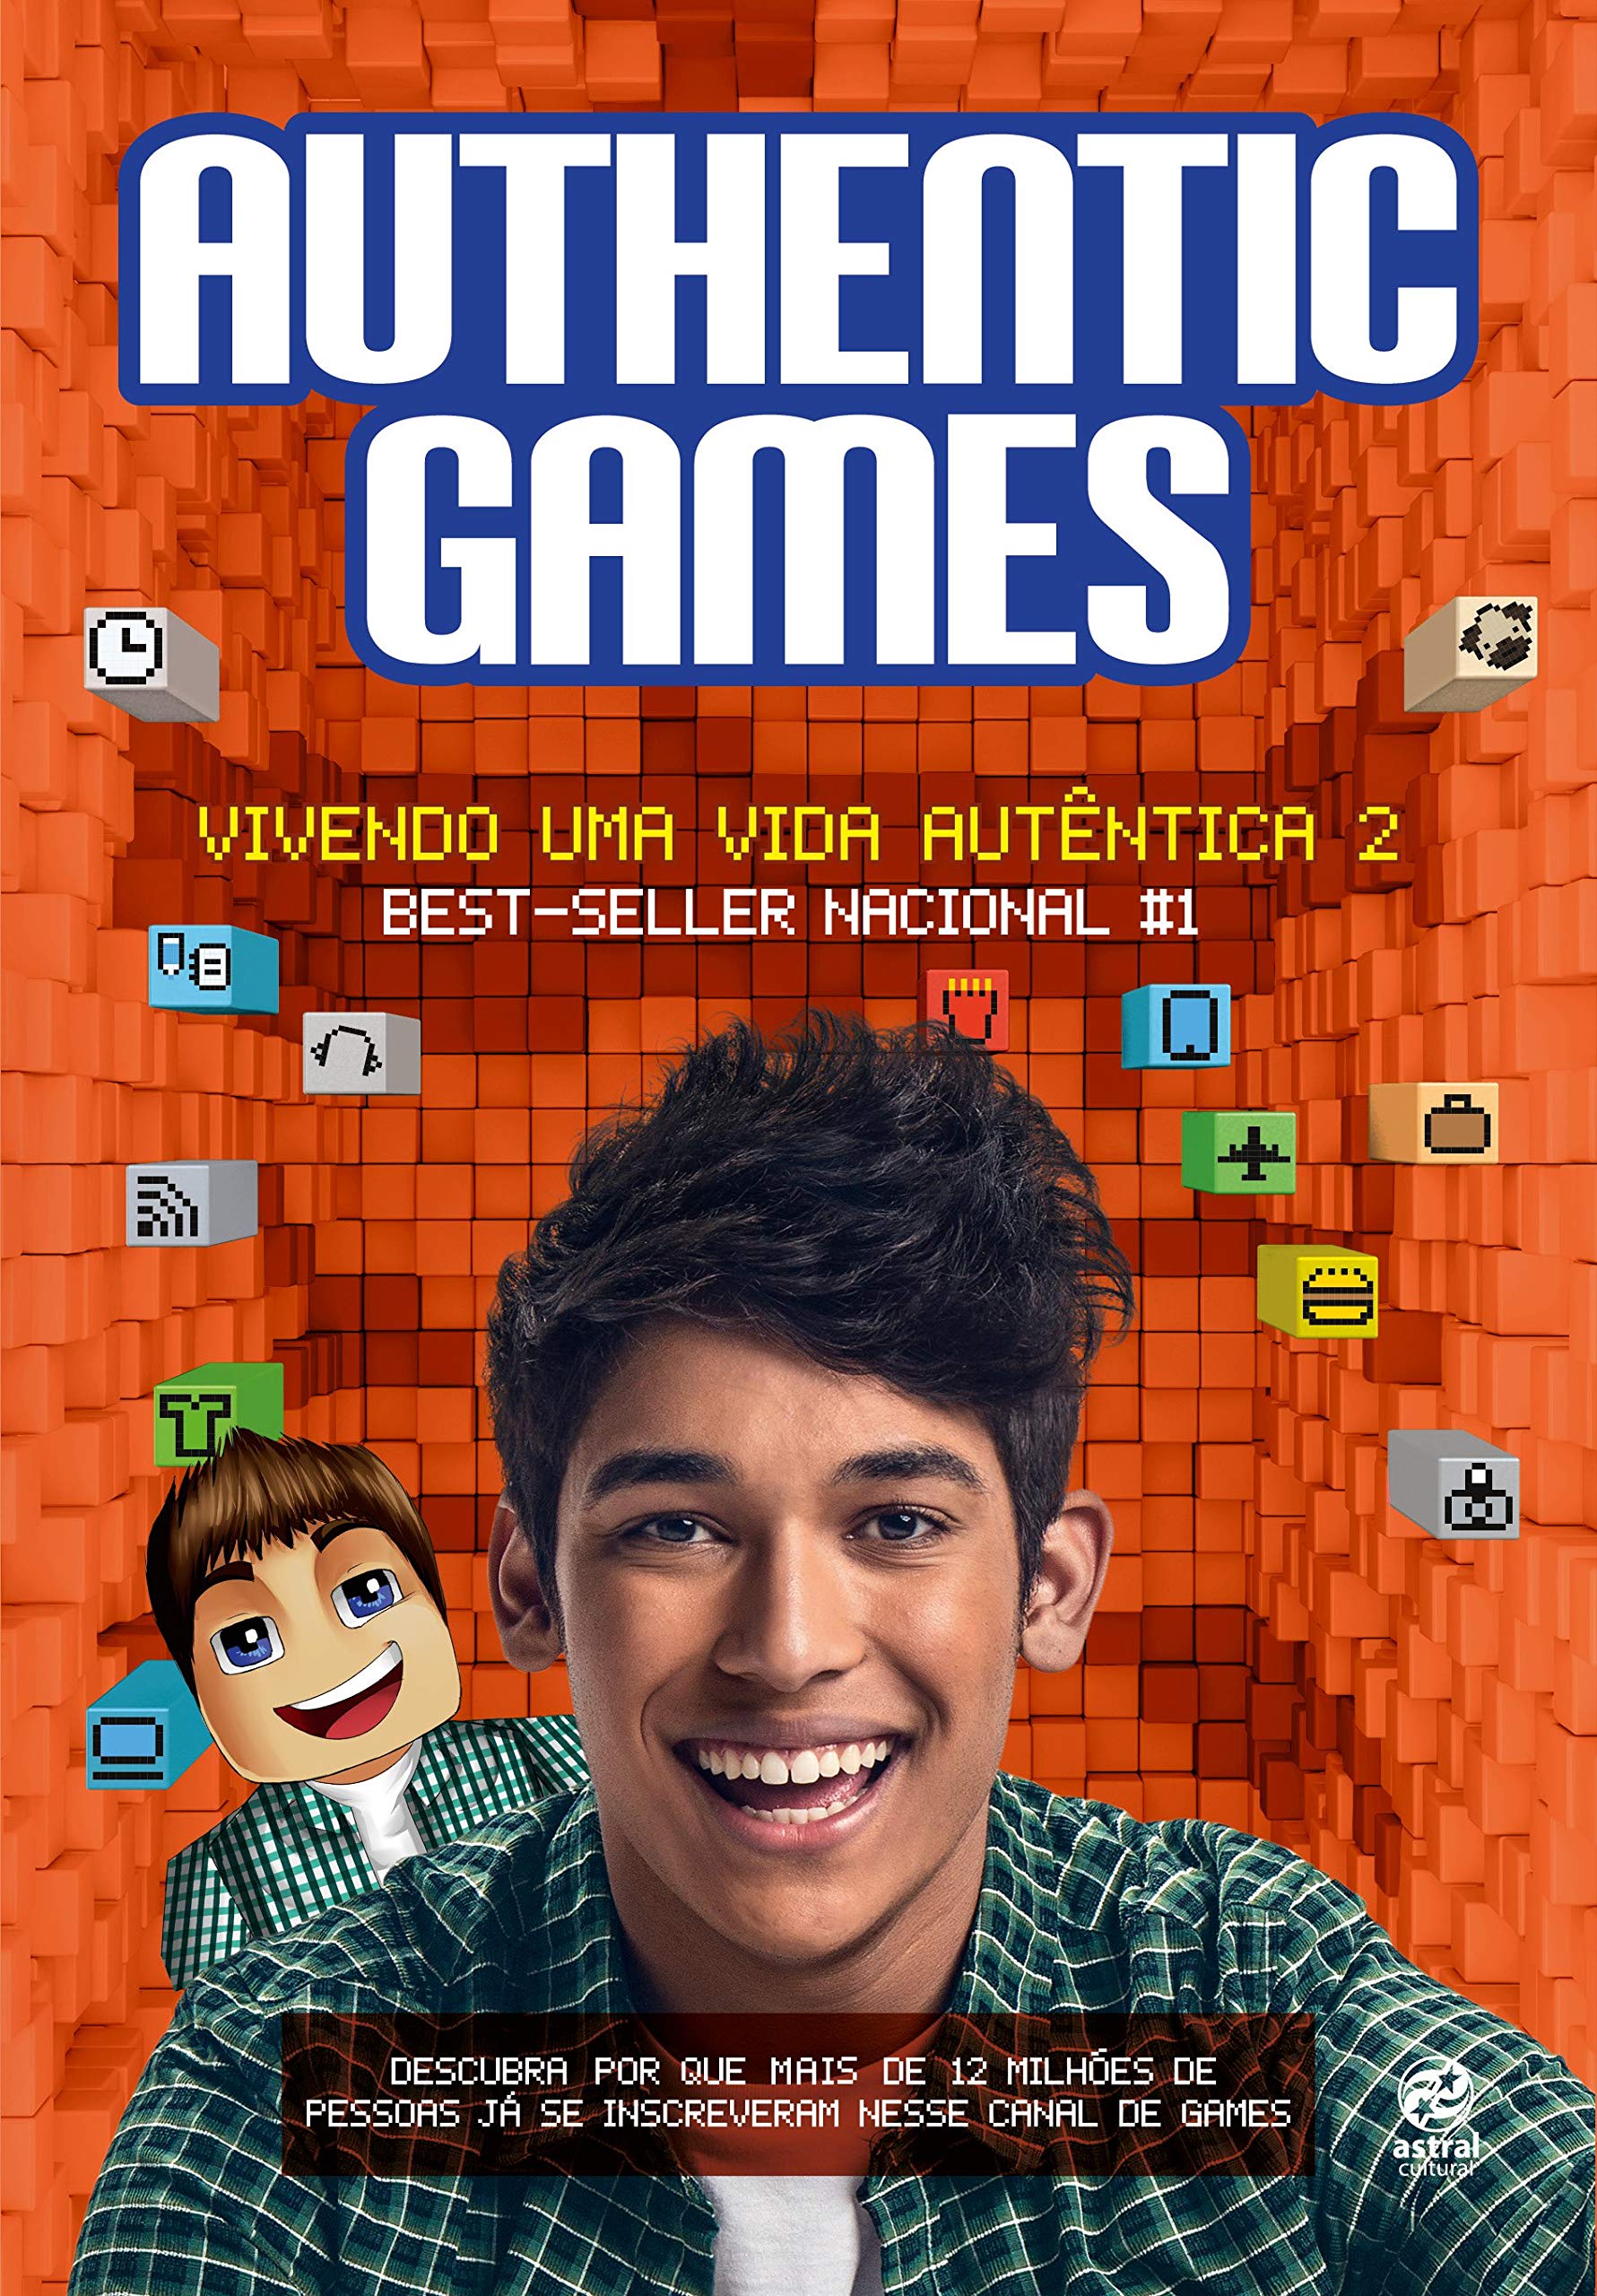 AUTHENTIC
GAMES
VIVENDO UMA VIDA AUTÊNTICA 2
BEST-SELLER NACIONAL #1
DESCUBRA POR QUE MAIS DE 12 MILHÕES DE
PESSOAS JÁ SE INSCREVERAM NESSE CANAL DE GAMES
astral
cultural